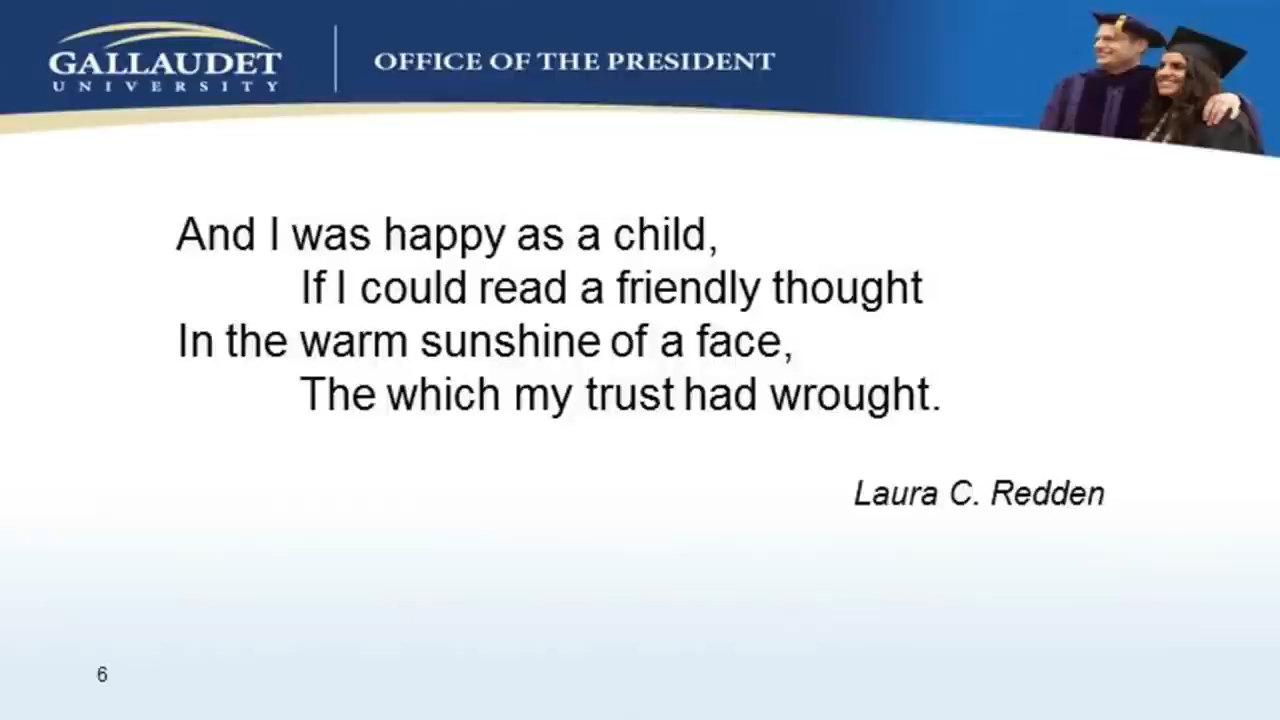 GALLAUDET
UNIVERSITY
OFFICE OF THE PRESIDENT
And I was happy as a child,
If I could read a friendly thought
In the warm sunshine of a face,
The which my trust had wrought.
Laura C. Redden
6